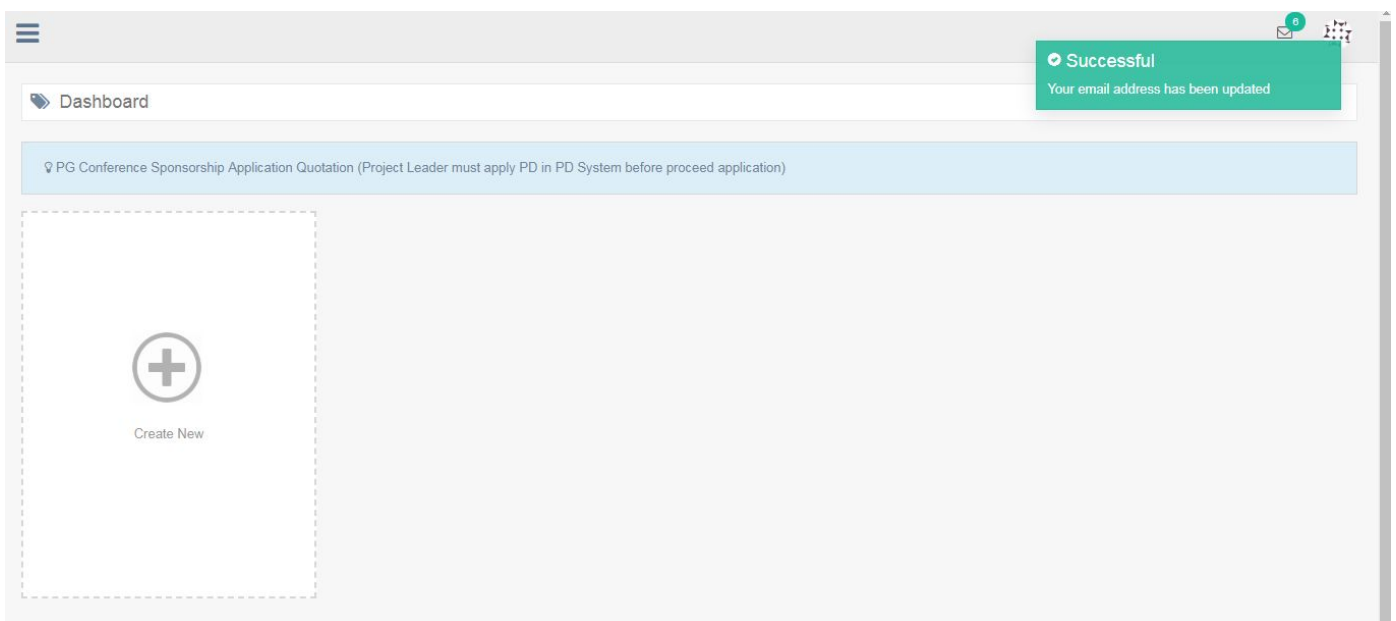 6
Successful
Your email address has been updated
Dashboard
PG Conference Sponsorship Application Quotation (Project Leader must apply PD in PD System before proceed application)
Create New